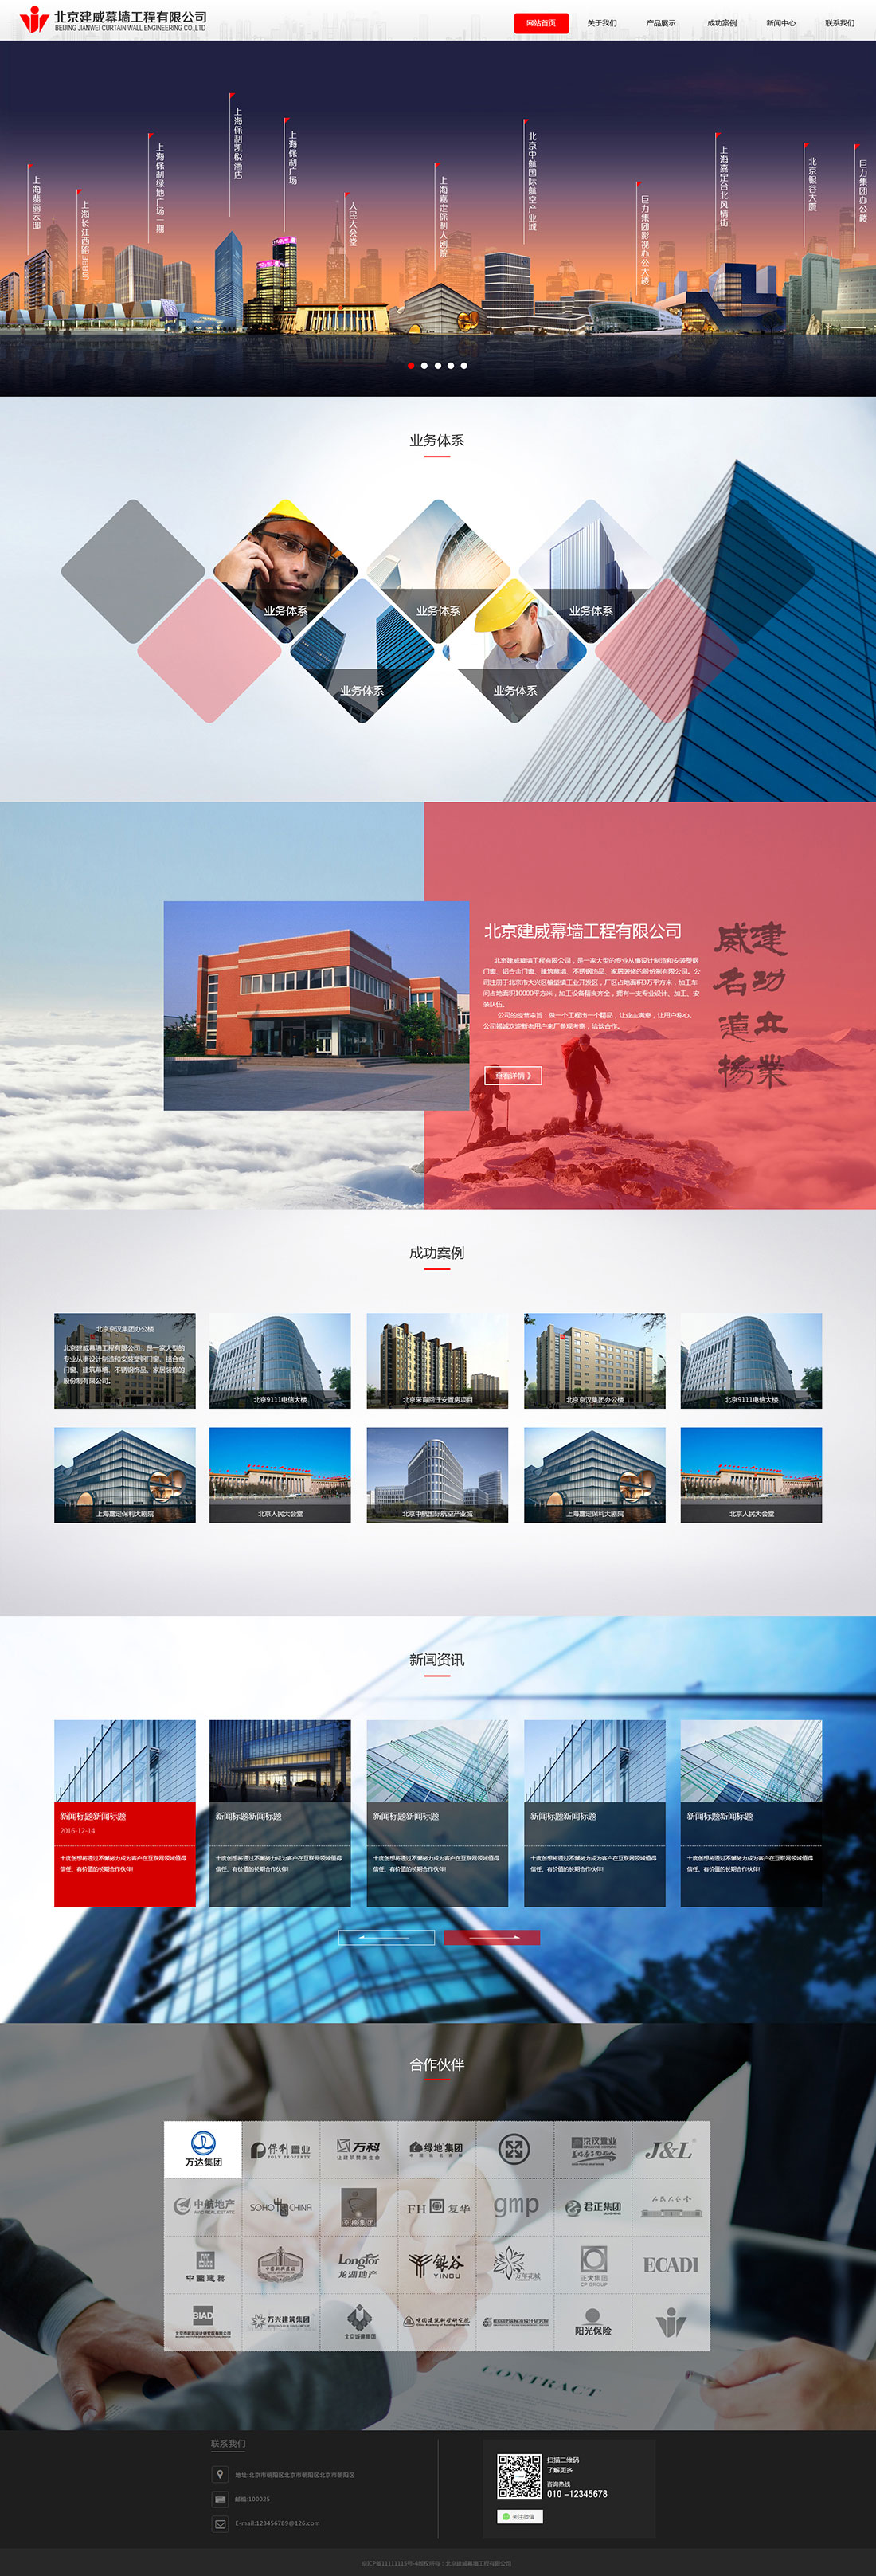 北京建威幕墙工程有限公司
BEIJING JIANWEI CURTAIN WALL ENGINEERING CO.,LTD
网站首页 关于我们 产品展示 成功案例 新闻中心 联系我们
上海翡丽云邸
上海长江西路
上海保利绿地广场一期
上海保利凯悦酒店
上海保利广场
人民大会堂
上海嘉定保利大剧院
北京中航国际航空产业城
巨力集团影视办公大楼
上海嘉定台北风情街
北京银谷大厦
巨力集团办公楼
业务体系
业务体系 业务体系 业务体系
业务体系 业务体系
北京建威幕墙工程有限公司
北京建威幕墙工程有限公司，是一家大型的专业从事设计制造和安装塑钢
门窗、铝合金门窗、建筑幕墙、不锈钢饰品、家居装修的股份制有限公司。公
司注册于北京市大兴区榆垡镇工业开发区，厂区占地面积3万平方米，加工车
间占地面积10000平方米，加工设备精良齐全，拥有一支专业设计、加工、安
装队伍。
公司的经营宗旨：做一个工程出一个精品，让业主满意，让用户称心。
公司竭诚欢迎新老用户来厂参观考察，洽谈合作。
查看详情 》
建功立业
威名远扬
成功案例
北京京汉集团办公楼
北京建威幕墙工程有限公司，是一家大型的
专业从事设计制造和安装塑钢门窗、铝合金
门窗、建筑幕墙、不锈钢饰品、家居装修的
股份制有限公司。
北京9111电信大楼
北京采育回迁安置房项目
北京京汉集团办公楼
北京9111电信大楼
上海嘉定保利大剧院
北京人民大会堂
北京中航国际航空产业城
上海嘉定保利大剧院
北京人民大会堂
新闻资讯
新闻标题新闻标题
2016-12-14
十度创想将通过不懈努力成为客户在互联网领域值得
信任、有价值的长期合作伙伴!
新闻标题新闻标题
十度创想将通过不懈努力成为客户在互联网领域值得
信任、有价值的长期合作伙伴!
新闻标题新闻标题
十度创想将通过不懈努力成为客户在互联网领域值得
信任、有价值的长期合作伙伴!
新闻标题新闻标题
十度创想将通过不懈努力成为客户在互联网领域值得
信任、有价值的长期合作伙伴!
新闻标题新闻标题
十度创想将通过不懈努力成为客户在互联网领域值得
信任、有价值的长期合作伙伴!
合作伙伴
万达集团
保利置业
POLY PROPERTY
万科
让建筑赞美生命
绿地集团
京汉置业
J&L
中航地产
AVIC REAL ESTATE
SOHO CHINA
FH 复华
gmp
君正集团
人民大会堂
中国建筑
Longfor
龙湖地产
银谷
YINGU
正大集团
CP GROUP
ECADI
BIAD
万兴建筑集团
北京城建集团
中国建筑科学研究院
China Academy of Building Research
阳光保险
CONTRACT
联系我们
地址:北京市朝阳区北京市朝阳区北京市朝阳区
邮编:100025
E-mail:123456789@126.com
扫描二维码
了解更多
咨询热线
010 -12345678
关注微信
京ICP备11111115号-4版权所有：北京建威幕墙工程有限公司